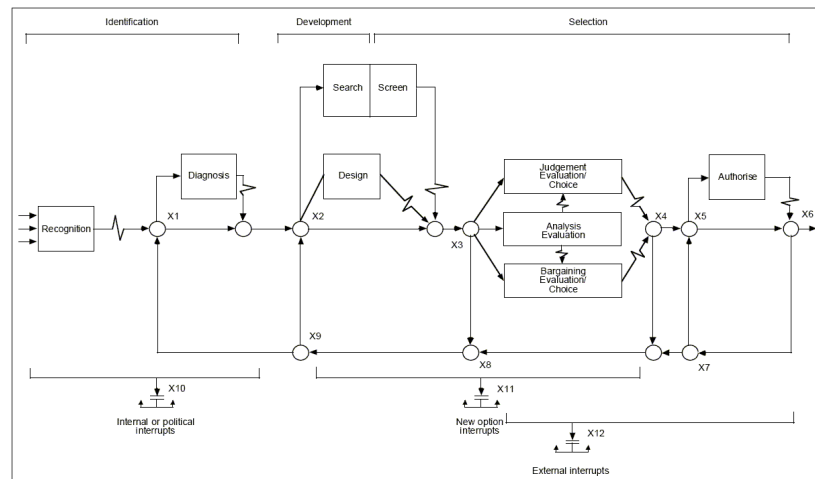 Identification
Development
Selection
Search
Screen
Diagnosis
Design
Judgement
Evaluation/
Choice
Authorise
Recognition
X1
X2
X3
Analysis
Evaluation
X4
X5
X6
Bargaining
Evaluation/
Choice
X9
X8
X7
X10
X11
Internal or political
interrupts
New option
interrupts
X12
External interrupts